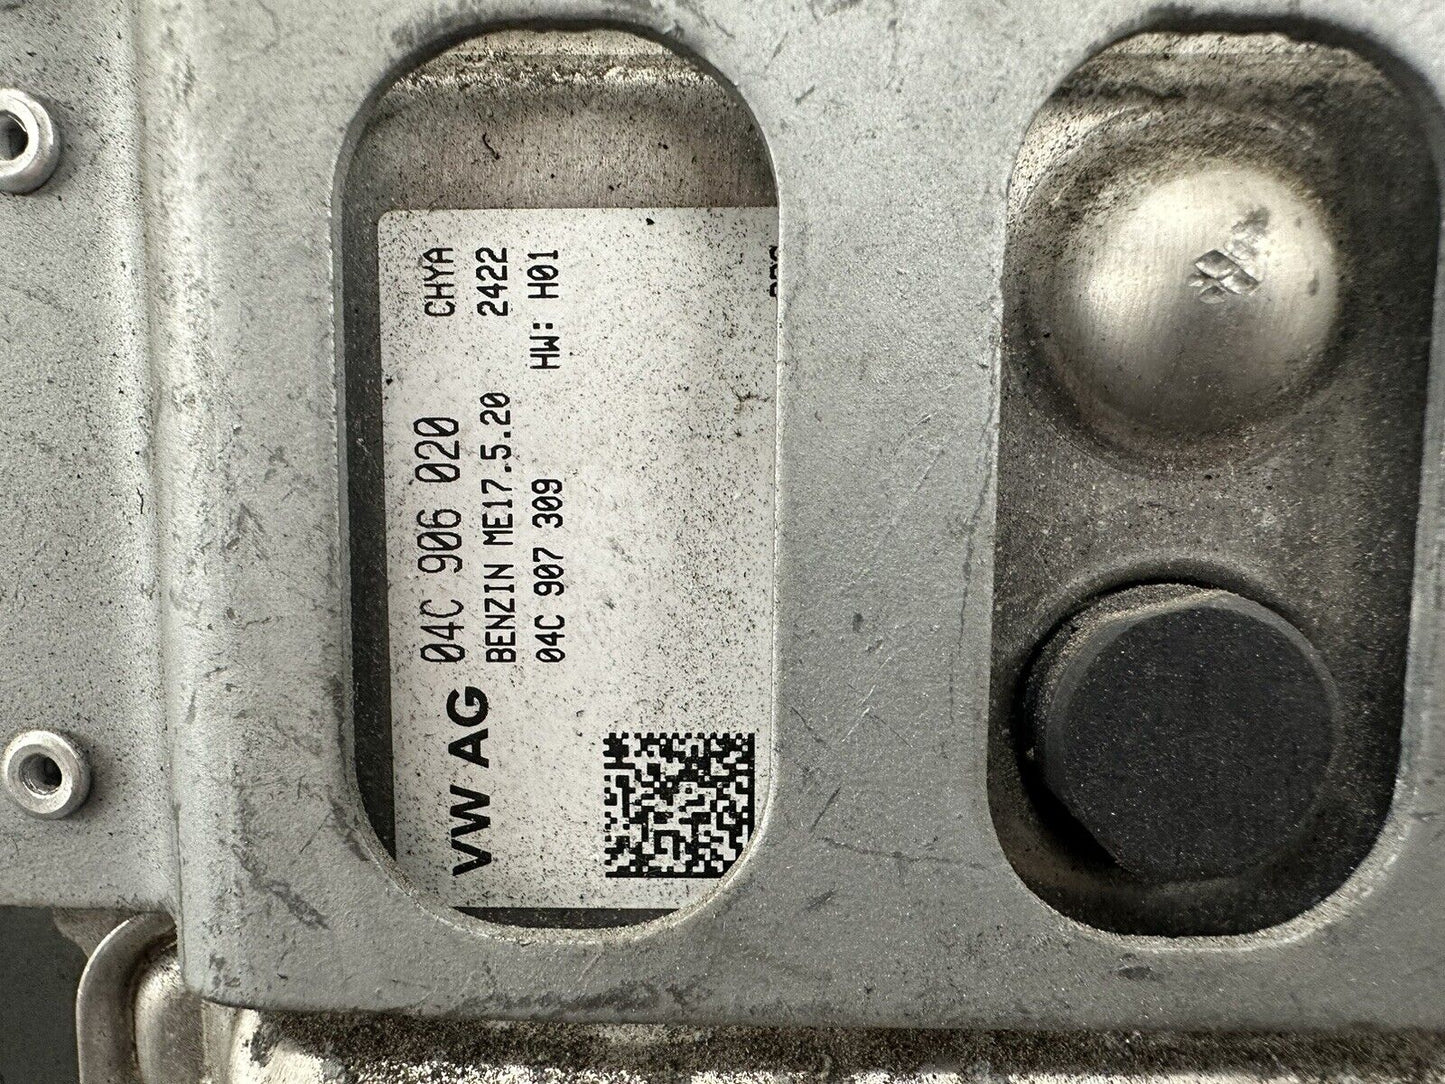 VW AG 04C 906 020 CHYA
BENZIN ME17.5.20 2422
04C 907 309 HW: H01